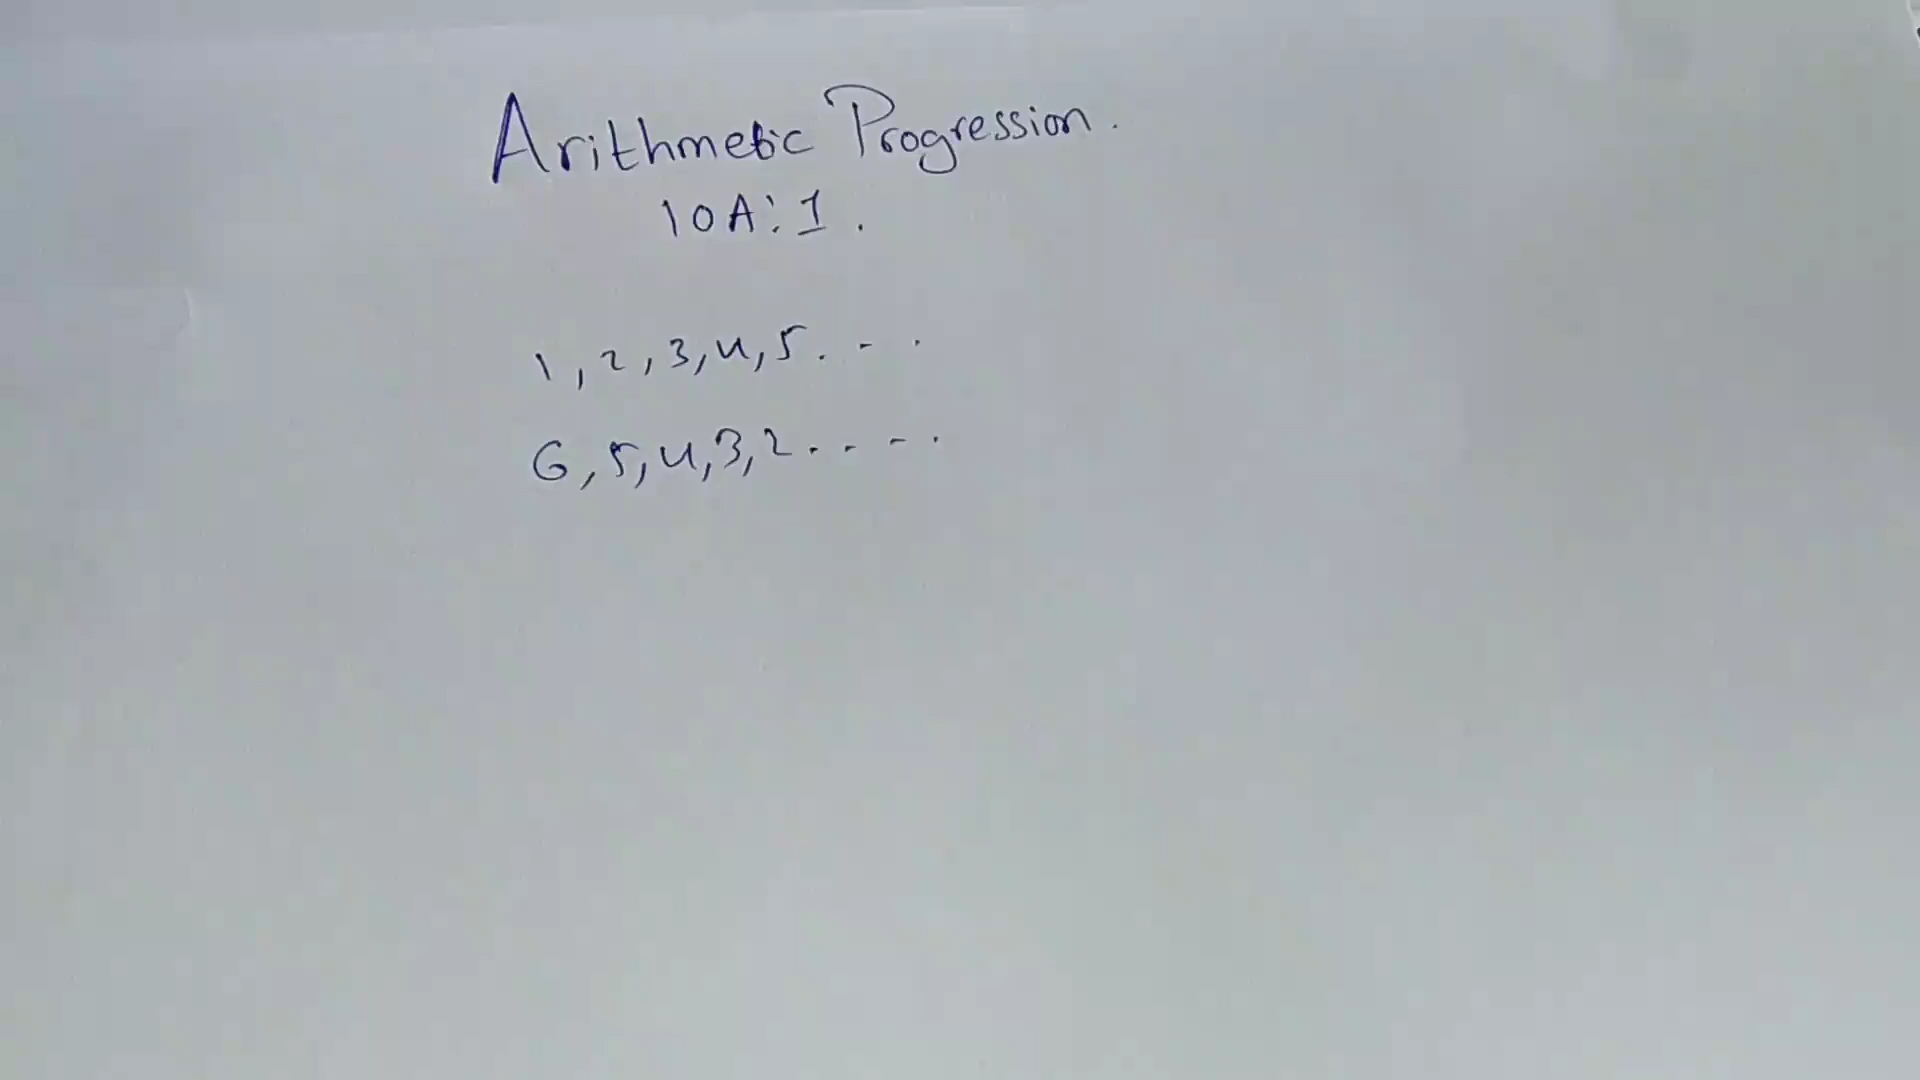 Arithmetic Progression.
10A:1.
1,2,3,4,5...
6,5,4,3,2....